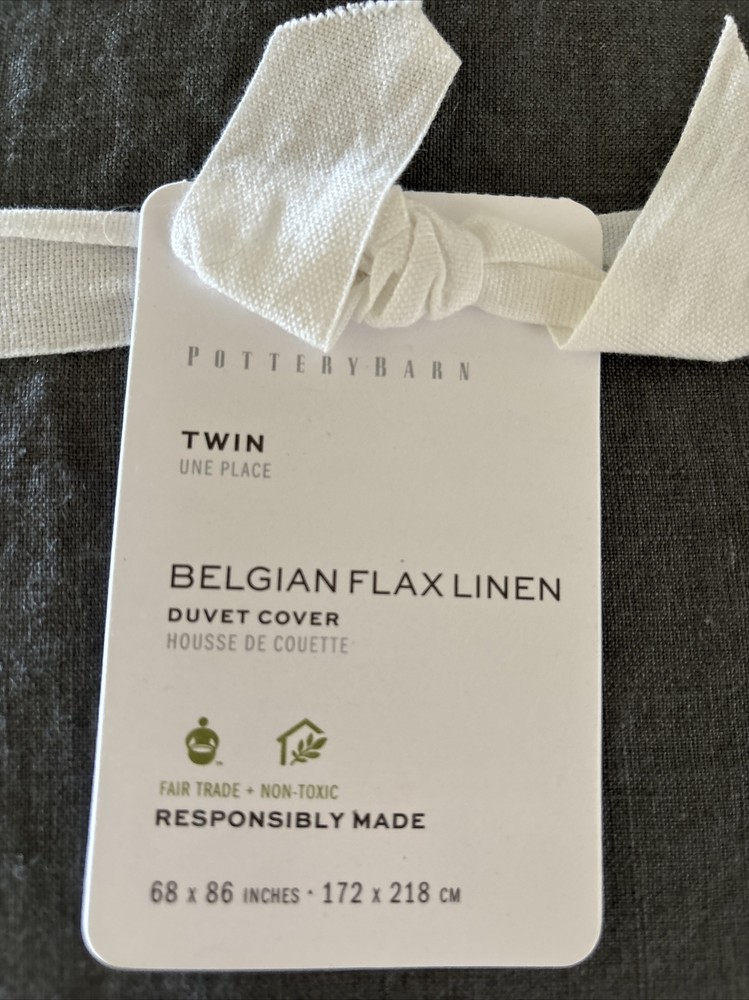 POTTERYBARN
TWIN
UNE PLACE
BELGIAN FLAX LINEN
DUVET COVER
HOUSSE DE COUETTE
FAIR TRADE + NON-TOXIC
RESPONSIBLY MADE
68 x 86 INCHES · 172 x 218 CM